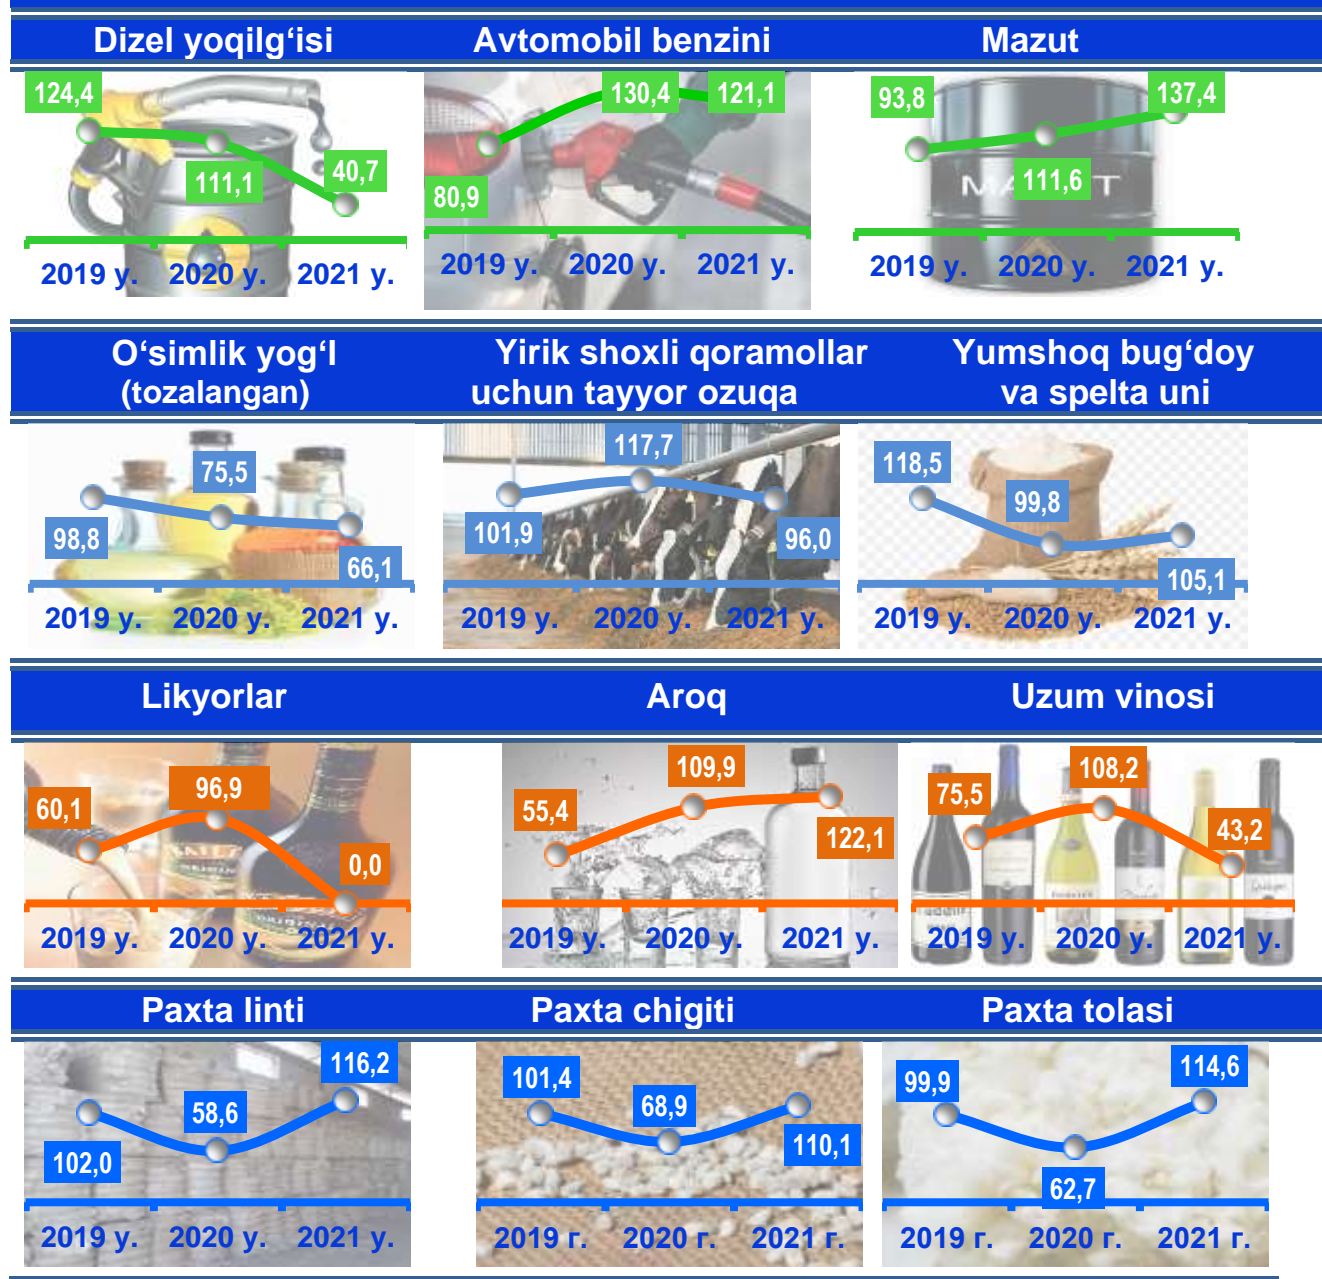 Dizel yoqilg‘isi
Avtomobil benzini
Mazut
124,4
111,1
40,7
2019 y. 2020 y. 2021 y.
80,9
130,4
121,1
2019 y. 2020 y. 2021 y.
93,8
111,6
137,4
2019 y. 2020 y. 2021 y.
O‘simlik yog‘I
(tozalangan)
Yirik shoxli qoramollar
uchun tayyor ozuqa
Yumshoq bug‘doy
va spelta uni
98,8
75,5
66,1
2019 y. 2020 y. 2021 y.
101,9
117,7
96,0
2019 y. 2020 y. 2021 y.
118,5
99,8
105,1
2019 y. 2020 y. 2021 y.
Likyorlar
Aroq
Uzum vinosi
60,1
96,9
0,0
2019 y. 2020 y. 2021 y.
55,4
109,9
122,1
2019 y. 2020 y. 2021 y.
75,5
108,2
43,2
2019 y. 2020 y. 2021 y.
Paxta linti
Paxta chigiti
Paxta tolasi
102,0
58,6
116,2
2019 y. 2020 y. 2021 y.
101,4
68,9
110,1
2019 г. 2020 г. 2021 г.
99,9
62,7
114,6
2019 г. 2020 г. 2021 г.